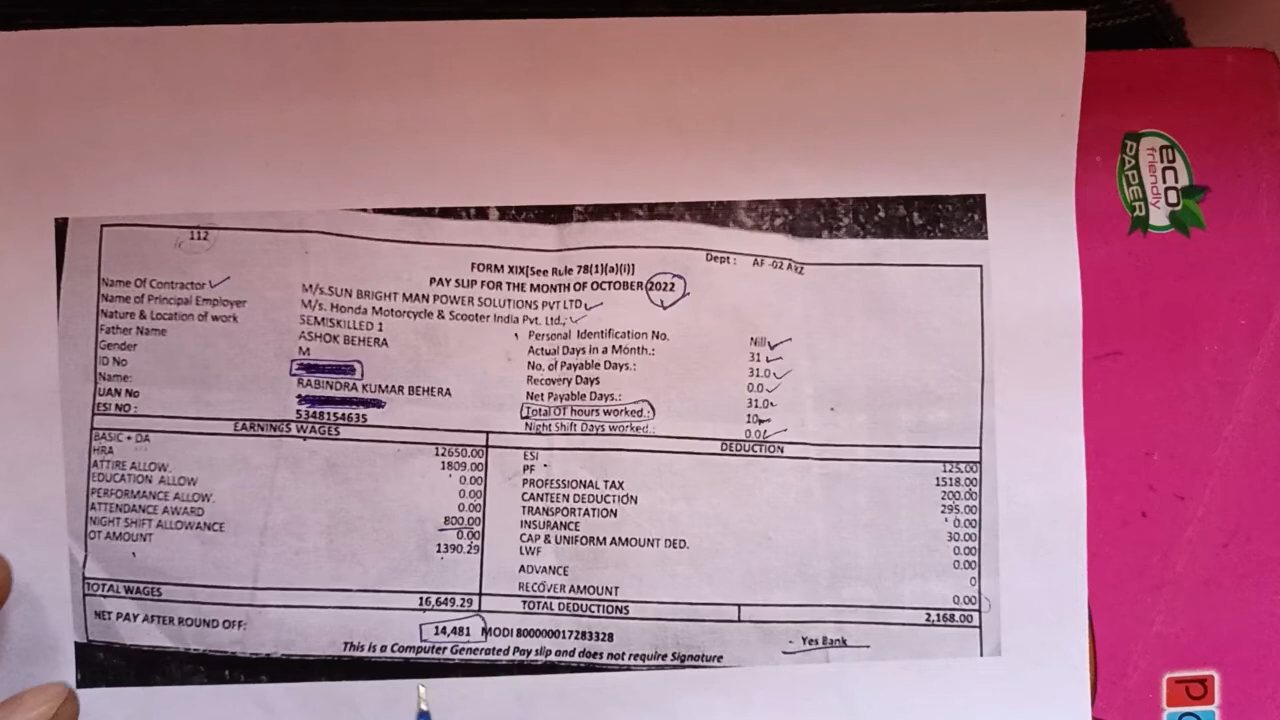 112
Dept : AF -02 A
FORM XIX[See Rule 78(1)(a)(i)]
PAY SLIP FOR THE MONTH OF OCTOBER 2022
Name Of Contractor M/s.SUN BRIGHT MAN POWER SOLUTIONS PVT LTD
Name of Principal Employer M/s. Honda Motorcycle & Scooter India Pvt. Ltd.,
Nature & Location of work SEMISKILLED 1 Personal Identification No. Nill
Father Name ASHOK BEHERA Actual Days in a Month.: 31
Gender M No. of Payable Days.: 31.0
ID No Recovery Days 0.0
Name: RABINDRA KUMAR BEHERA Net Payable Days.: 31.0
UAN No Total OT hours worked.: 10
ESI NO : 5348154635 Night Shift Days worked.: 0.0
EARNINGS WAGES DEDUCTION
BASIC + DA 12650.00 ESI 125.00
HRA 1809.00 PF 1518.00
ATTIRE ALLOW. 0.00 PROFESSIONAL TAX 200.00
EDUCATION ALLOW 0.00 CANTEEN DEDUCTION 295.00
PERFORMANCE ALLOW. 0.00 TRANSPORTATION 0.00
ATTENDANCE AWARD 800.00 INSURANCE 30.00
NIGHT SHIFT ALLOWANCE 0.00 CAP & UNIFORM AMOUNT DED. 0.00
OT AMOUNT 1390.29 LWF 0.00
ADVANCE 0
RECOVER AMOUNT 0.00
TOTAL WAGES 16,649.29 TOTAL DEDUCTIONS 2,168.00
NET PAY AFTER ROUND OFF: 14,481 MODI 800000017283328 - Yes Bank
This is a Computer Generated Pay slip and does not require Signature
eco
friendly
PAPER
p